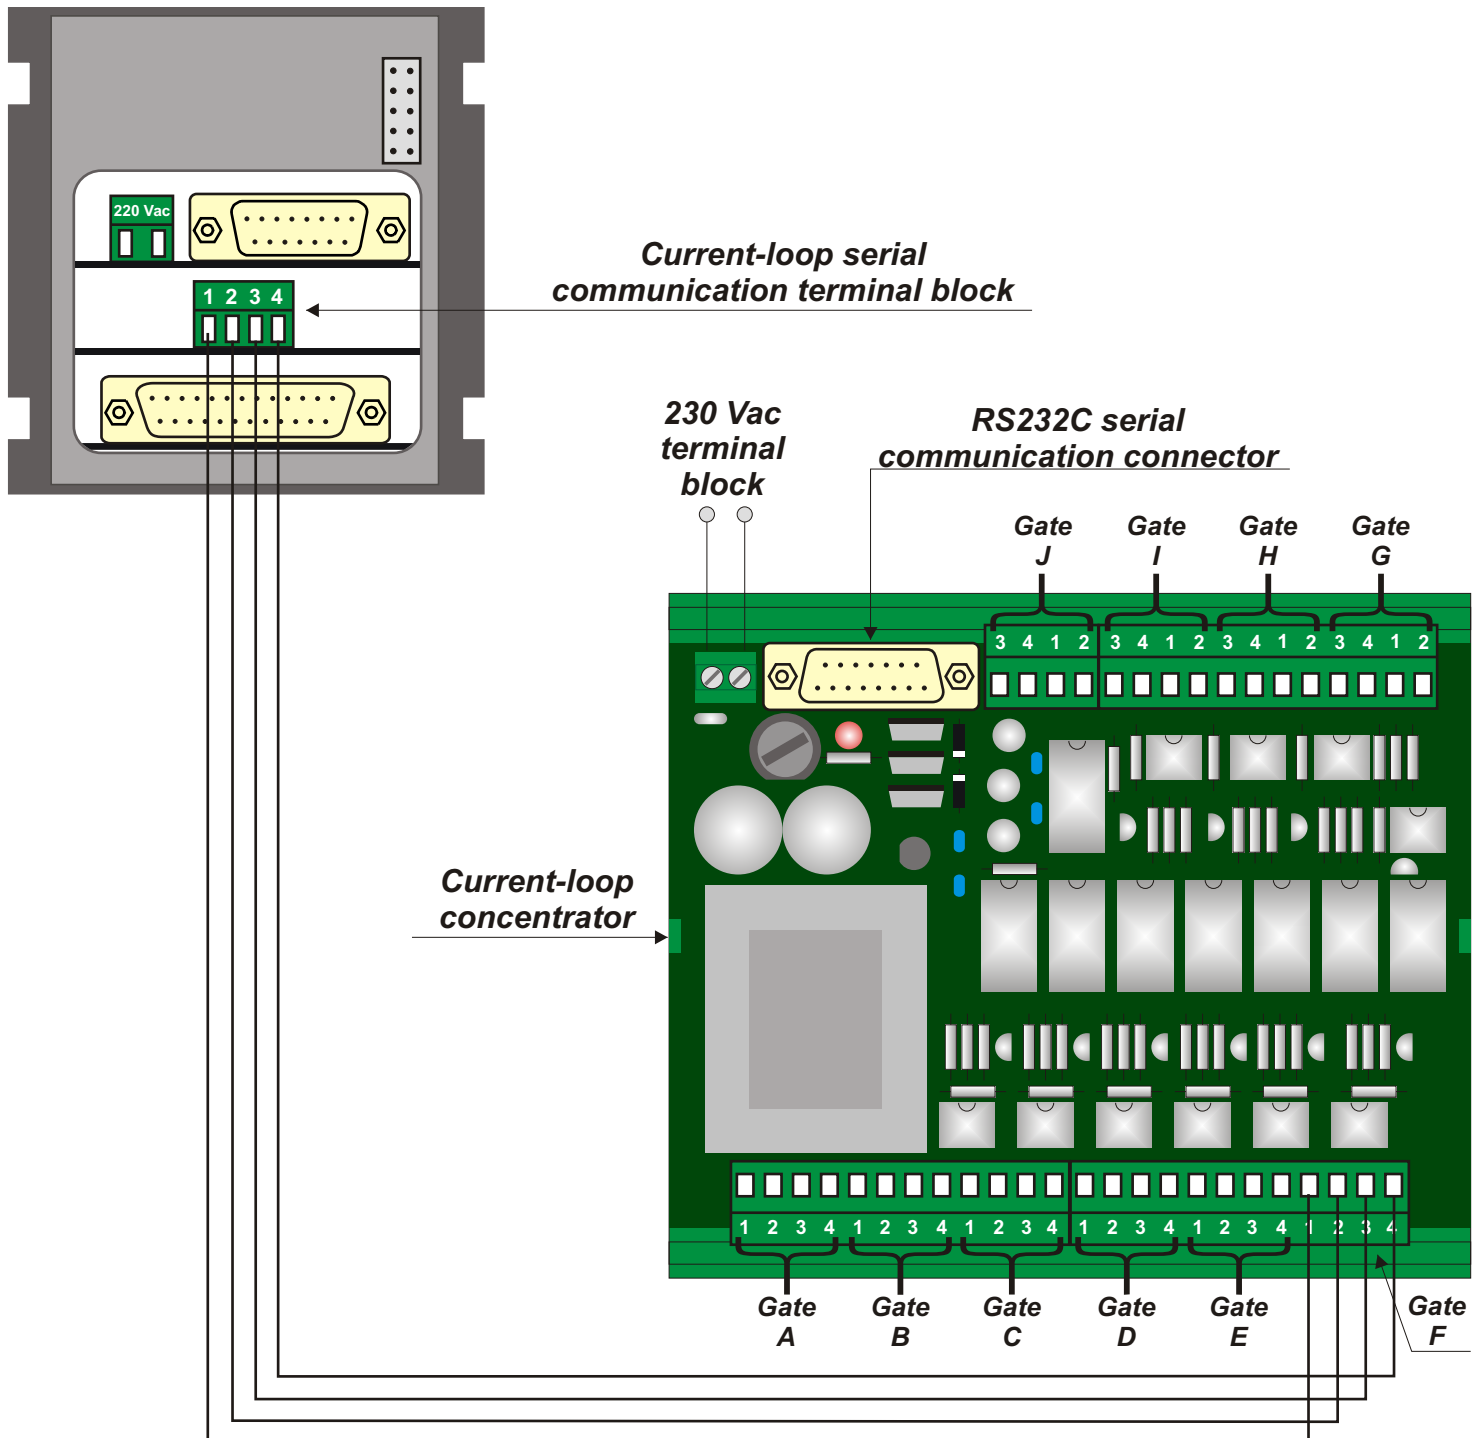 220 Vac
Current-loop serial
communication terminal block
1 2 3 4
230 Vac
terminal
block
RS232C serial
communication connector
Gate
J
Gate
I
Gate
H
Gate
G
3 4 1 2 3 4 1 2 3 4 1 2 3 4 1 2
Current-loop
concentrator
1 2 3 4 1 2 3 4 1 2 3 4 1 2 3 4 1 2 3 4 1 2 3 4
Gate
A
Gate
B
Gate
C
Gate
D
Gate
E
Gate
F